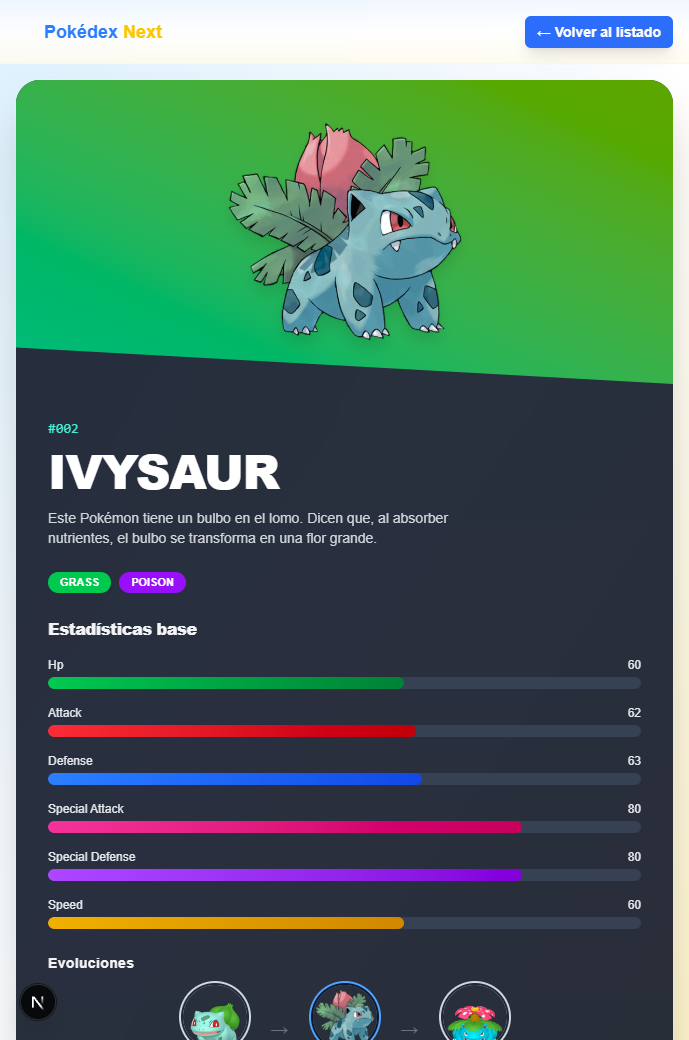 Pokédex Next
← Volver al listado
#002
IVYSAUR
Este Pokémon tiene un bulbo en el lomo. Dicen que, al absorber
nutrientes, el bulbo se transforma en una flor grande.
GRASS POISON
Estadísticas base
Hp 60
Attack 62
Defense 63
Special Attack 80
Special Defense 80
Speed 60
Evoluciones
N
→ →